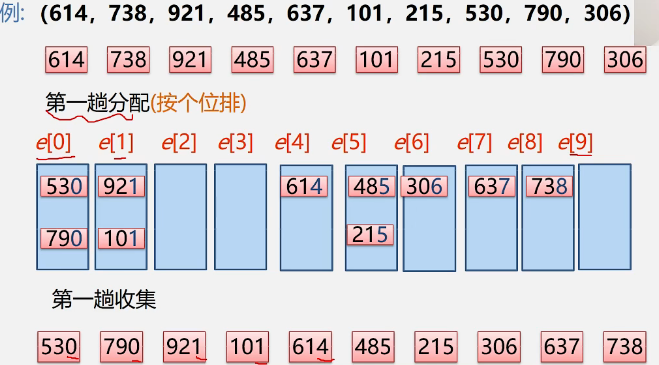 例: (614, 738, 921, 485, 637, 101, 215, 530, 790, 306)
614 738 921 485 637 101 215 530 790 306
第一趟分配(按个位排)
e[0] e[1] e[2] e[3] e[4] e[5] e[6] e[7] e[8] e[9]
530 921 614 485 306 637 738
790 101 215
第一趟收集
530 790 921 101 614 485 215 306 637 738